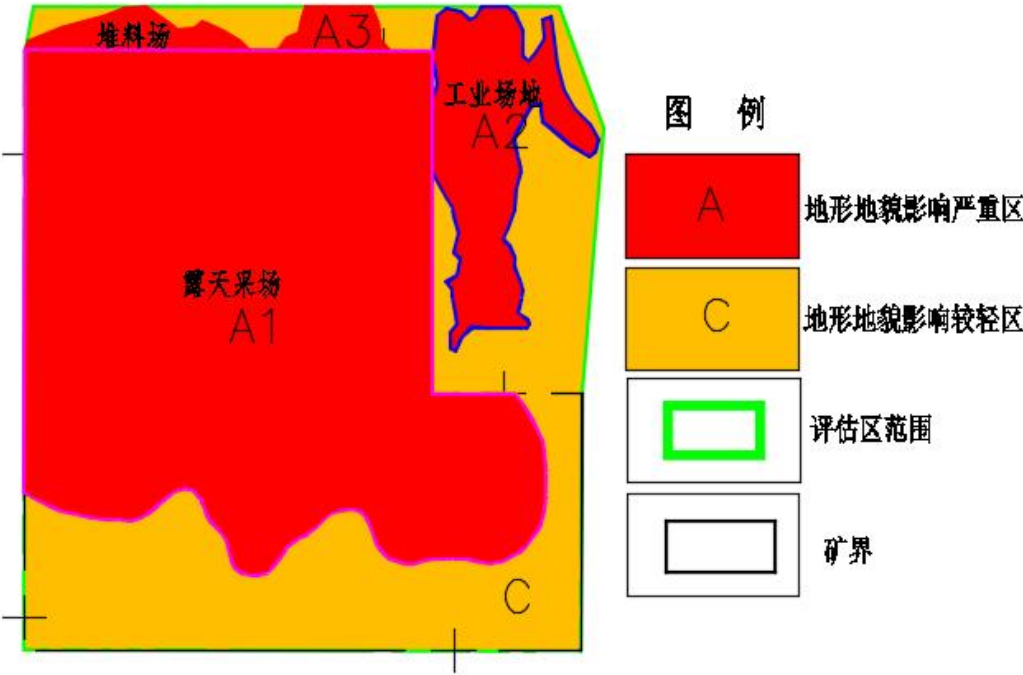 堆料场
A3
工业场地
A2
露天采场
A1
C
图 例
A
地形地貌影响严重区
C
地形地貌影响较轻区
评估区范围
矿界